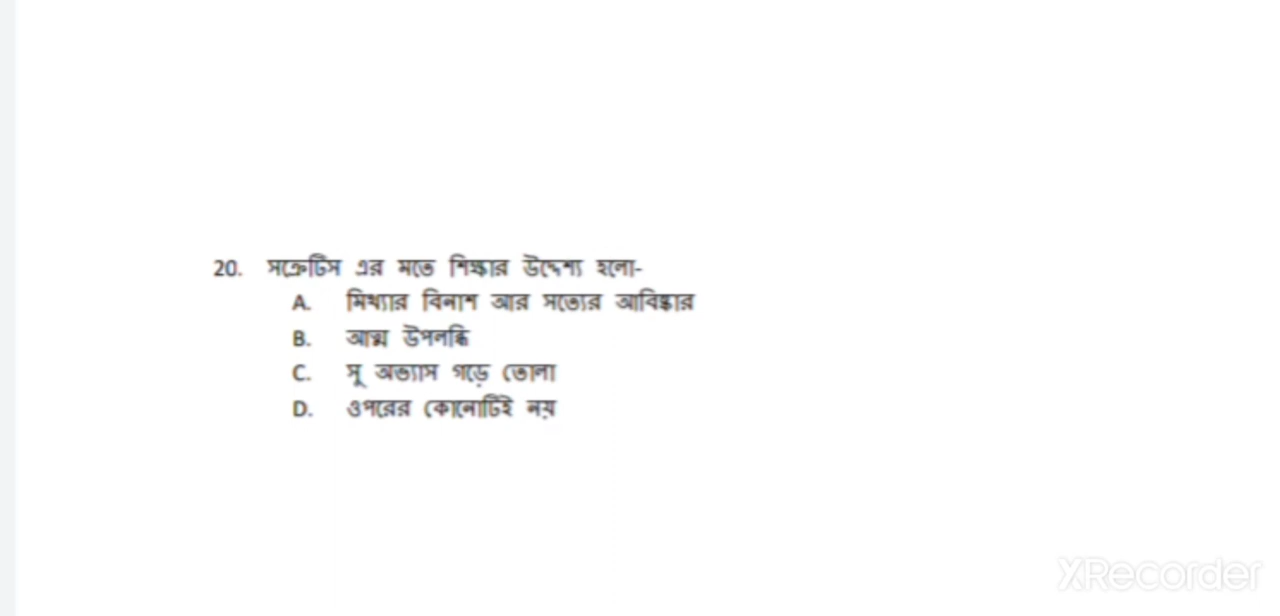 20. সক্রেটিস এর মতে শিক্ষার উদ্দেশ্য হলো-
A. মিথ্যার বিনাশ আর সত্যের আবিষ্কার
B. আত্ম উপলব্ধি
C. সু অভ্যাস গড়ে তোলা
D. ওপরের কোনোটিই নয়
XRecorder